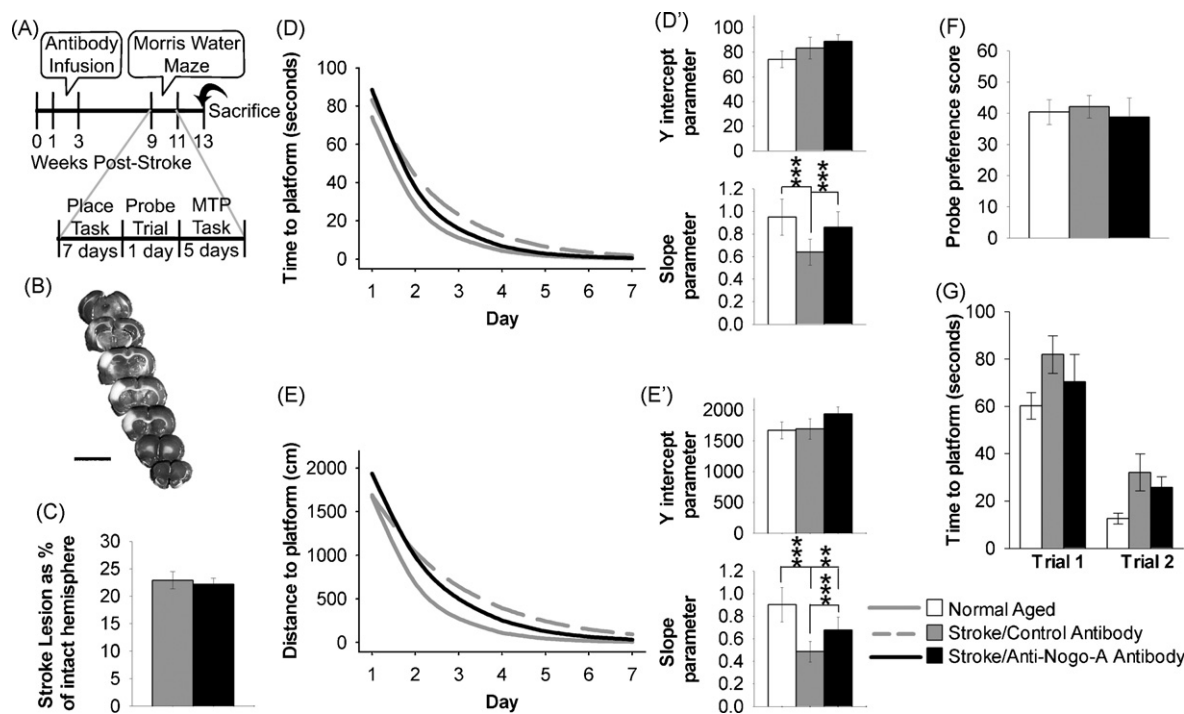 (A)
Antibody
Infusion
Morris Water
Maze
Sacrifice
0 1 3 9 11 13
Weeks Post-Stroke
Place Task
Probe Trial
MTP Task
7 days 1 day 5 days
(B)
(C)
Stroke Lesion as %
of intact hemisphere
30
25
20
15
10
5
0
(D)
Time to platform (seconds)
100
80
60
40
20
0
1 2 3 4 5 6 7
Day
(D')
Y intercept
parameter
100
80
60
40
20
0
*** ***
Slope
parameter
1.2
1.0
0.8
0.6
0.4
0.2
0.0
(E)
Distance to platform (cm)
2000
1500
1000
500
0
1 2 3 4 5 6 7
Day
(E')
Y intercept
parameter
2000
1500
1000
500
0
*** **
***
Slope
parameter
1.2
1.0
0.8
0.6
0.4
0.2
0.0
(F)
Probe preference score
60
50
40
30
20
10
0
(G)
Time to platform (seconds)
100
80
60
40
20
0
Trial 1 Trial 2
Normal Aged
Stroke/Control Antibody
Stroke/Anti-Nogo-A Antibody